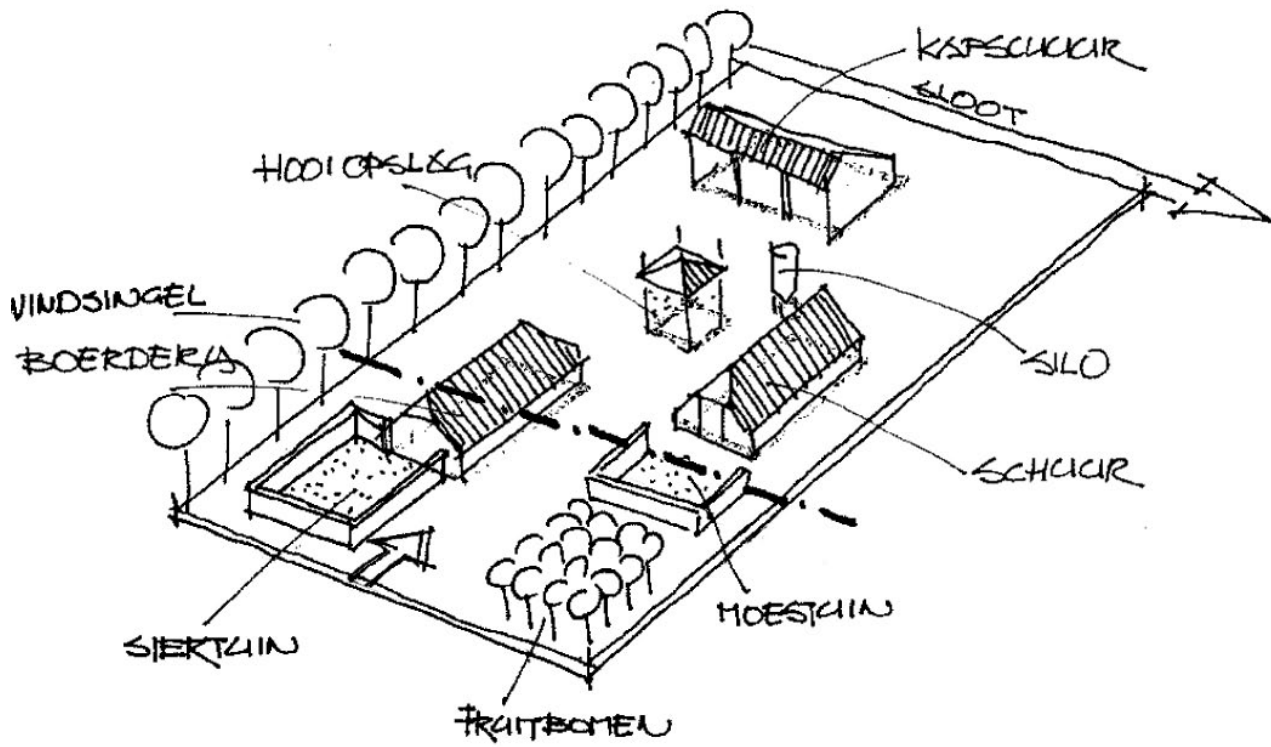 KAPSCHUUR
SLOOT
HOOIOPSLAG
WINDSINGEL
BOERDERIJ
SILO
SCHUUR
MOESTUIN
SIERTUIN
FRUITBOMEN